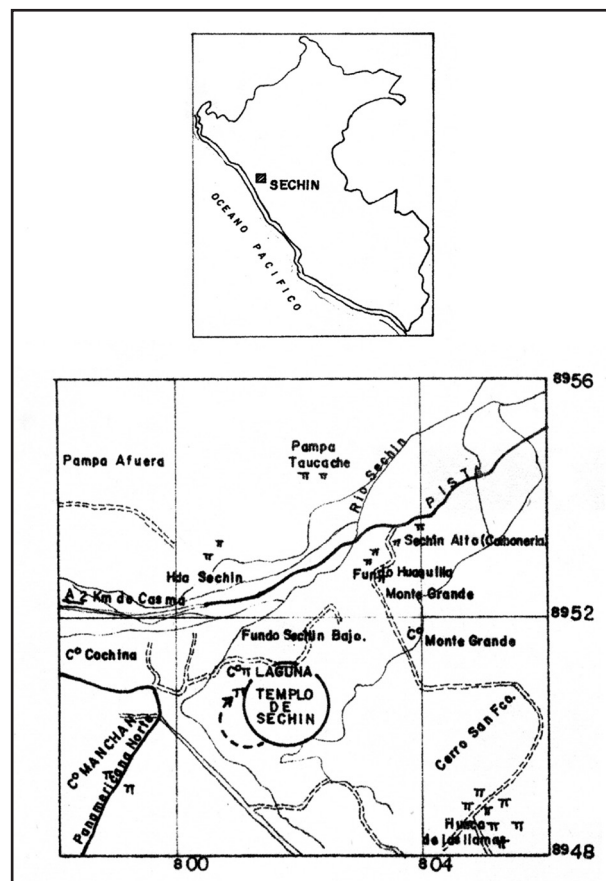 SECHIN
OCEANO PACIFICO
8956
Pampa Afuera
Pampa
Taucache
Rio Sechin
PISTA
Sechin Alto (Carboneria)
Hda Sechin
Fundo Huaquilla
Monte Grande
A 2 Km de Casma
8952
Fundo Sechin Bajo.
Cº
Monte Grande
Cº Cochina
Cº LAGUNA
TEMPLO
DE
SECHIN
Cerro San Fco.
Cº MANCHAN
Panamericana Norte
Huaca
de las llamas
8948
800
804